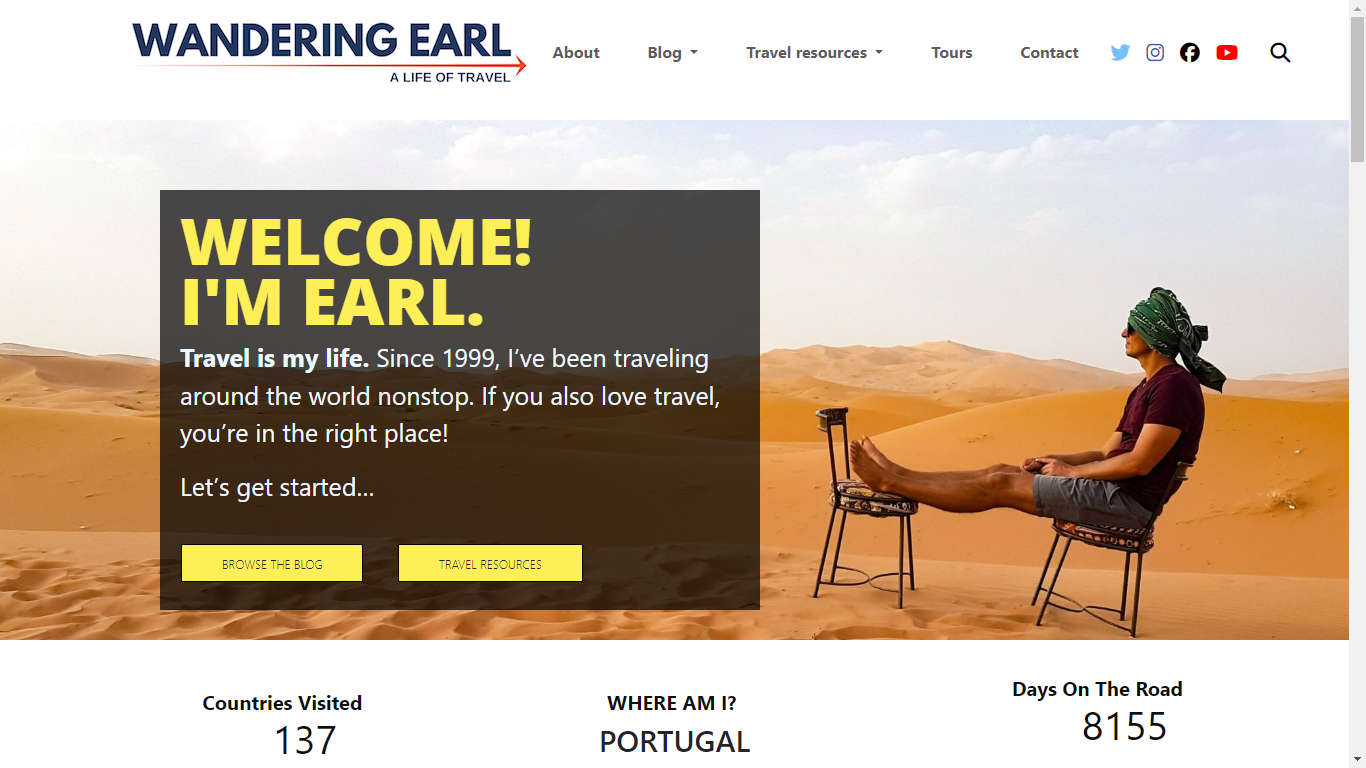 WANDERING EARL
A LIFE OF TRAVEL
About
Blog
Travel resources
Tours
Contact
WELCOME!
I'M EARL.
Travel is my life. Since 1999, I’ve been traveling
around the world nonstop. If you also love travel,
you’re in the right place!
Let’s get started...
BROWSE THE BLOG
TRAVEL RESOURCES
Countries Visited
137
WHERE AM I?
PORTUGAL
Days On The Road
8155